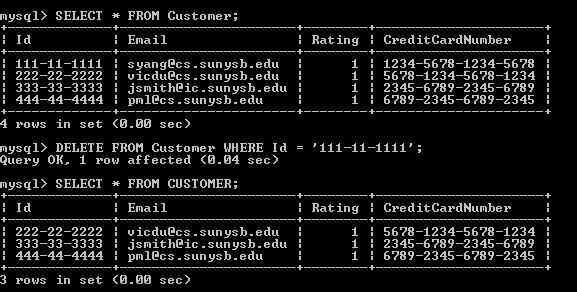 mysql> SELECT * FROM Customer;
+-------------+----------------------+--------+---------------------+
| Id | Email | Rating | CreditCardNumber |
+-------------+----------------------+--------+---------------------+
| 111-11-1111 | syang@cs.sunysb.edu | 1 | 1234-5678-1234-5678 |
| 222-22-2222 | vicdu@cs.sunysb.edu | 1 | 5678-1234-5678-1234 |
| 333-33-3333 | jsmith@ic.sunysb.edu | 1 | 2345-6789-2345-6789 |
| 444-44-4444 | pml@cs.sunysb.edu | 1 | 6789-2345-6789-2345 |
+-------------+----------------------+--------+---------------------+
4 rows in set (0.00 sec)
mysql> DELETE FROM Customer WHERE Id = '111-11-1111';
Query OK, 1 row affected (0.04 sec)
mysql> SELECT * FROM CUSTOMER;
+-------------+----------------------+--------+---------------------+
| Id | Email | Rating | CreditCardNumber |
+-------------+----------------------+--------+---------------------+
| 222-22-2222 | vicdu@cs.sunysb.edu | 1 | 5678-1234-5678-1234 |
| 333-33-3333 | jsmith@ic.sunysb.edu | 1 | 2345-6789-2345-6789 |
| 444-44-4444 | pml@cs.sunysb.edu | 1 | 6789-2345-6789-2345 |
+-------------+----------------------+--------+---------------------+
3 rows in set (0.00 sec)